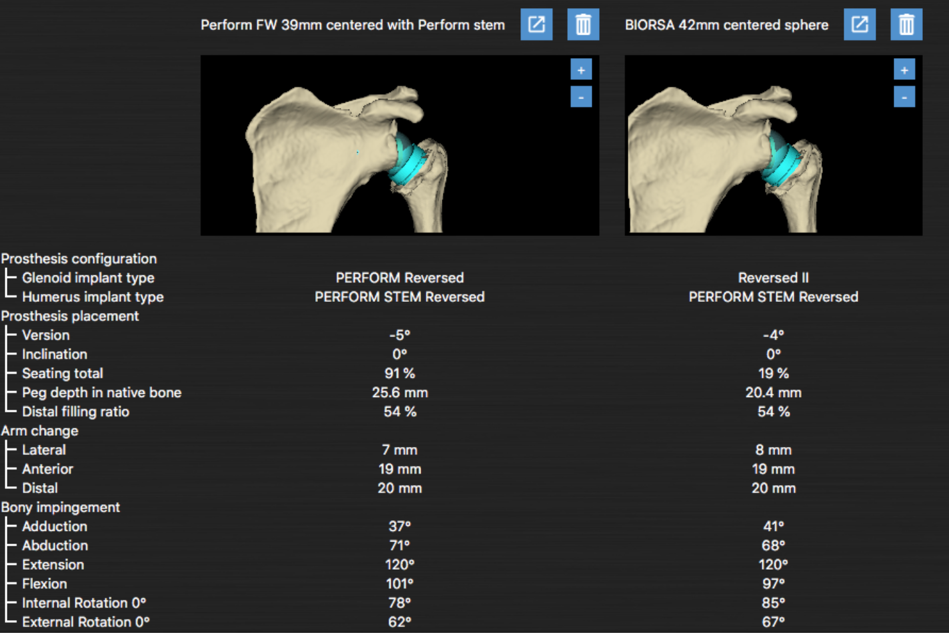 Perform FW 39mm centered with Perform stem BIORSA 42mm centered sphere
+ +
- -
Prosthesis configuration
Glenoid implant type PERFORM Reversed Reversed II
Humerus implant type PERFORM STEM Reversed PERFORM STEM Reversed
Prosthesis placement
Version -5° -4°
Inclination 0° 0°
Seating total 91 % 19 %
Peg depth in native bone 25.6 mm 20.4 mm
Distal filling ratio 54 % 54 %
Arm change
Lateral 7 mm 8 mm
Anterior 19 mm 19 mm
Distal 20 mm 20 mm
Bony impingement
Adduction 37° 41°
Abduction 71° 68°
Extension 120° 120°
Flexion 101° 97°
Internal Rotation 0° 78° 85°
External Rotation 0° 62° 67°